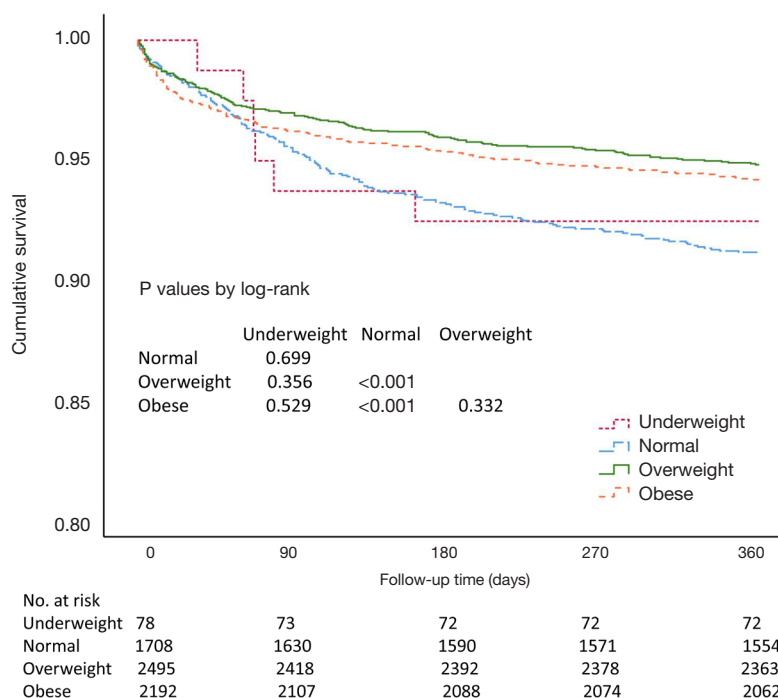 1.00
0.95
0.90
0.85
0.80
Cumulative survival
P values by log-rank
Underweight Normal Overweight
Normal 0.699
Overweight 0.356 <0.001
Obese 0.529 <0.001 0.332
Underweight
Normal
Overweight
Obese
0 90 180 270 360
Follow-up time (days)
No. at risk
Underweight 78 73 72 72 72
Normal 1708 1630 1590 1571 1554
Overweight 2495 2418 2392 2378 2363
Obese 2192 2107 2088 2074 2062